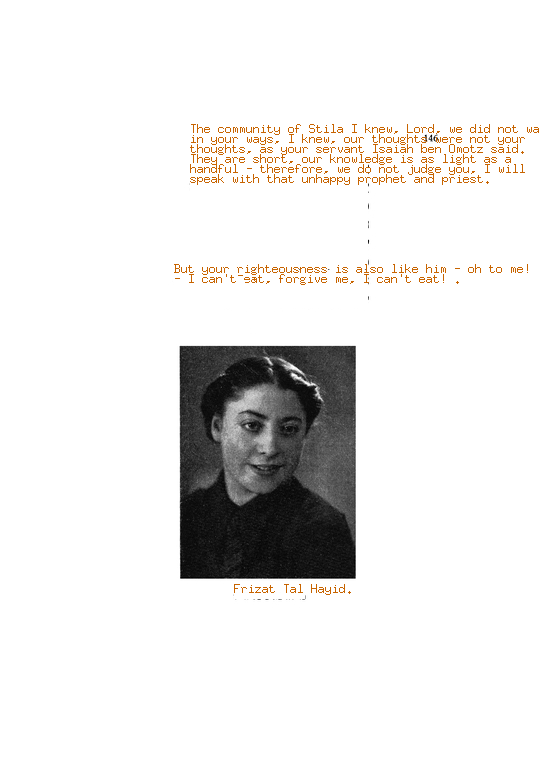 The community of Stila I knew, Lord, we did not wa
in your ways, I knew, our thoughts were not your
146
thoughts, as your servant Isaiah ben Omotz said.
They are short, our knowledge is as light as a
handful - therefore, we do not judge you, I will
speak with that unhappy prophet and priest.
But your righteousness is also like him - oh to me!
- I can't eat, forgive me, I can't eat! .
Frizat Tal Hayid.